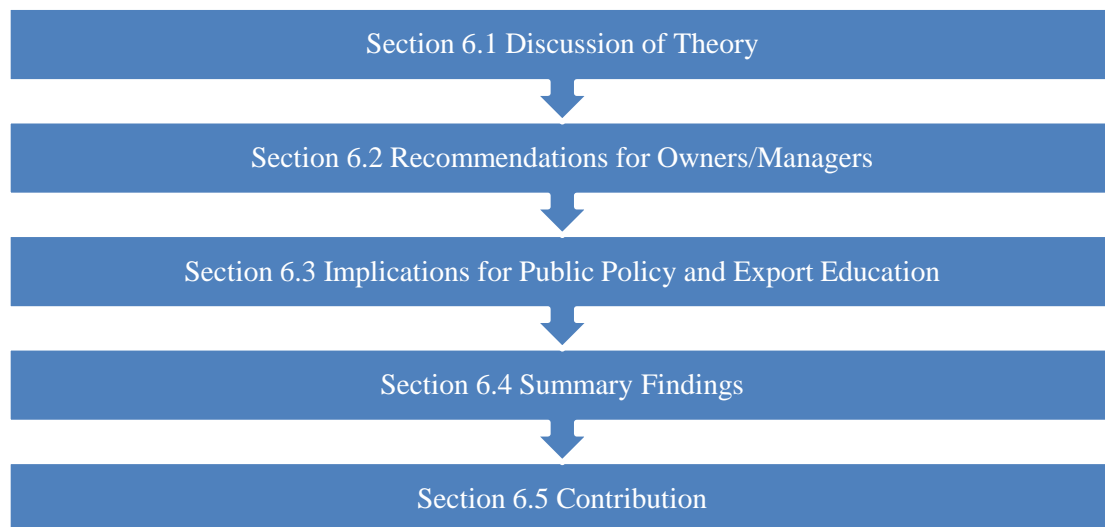 Section 6.1 Discussion of Theory
Section 6.2 Recommendations for Owners/Managers
Section 6.3 Implications for Public Policy and Export Education
Section 6.4 Summary Findings
Section 6.5 Contribution